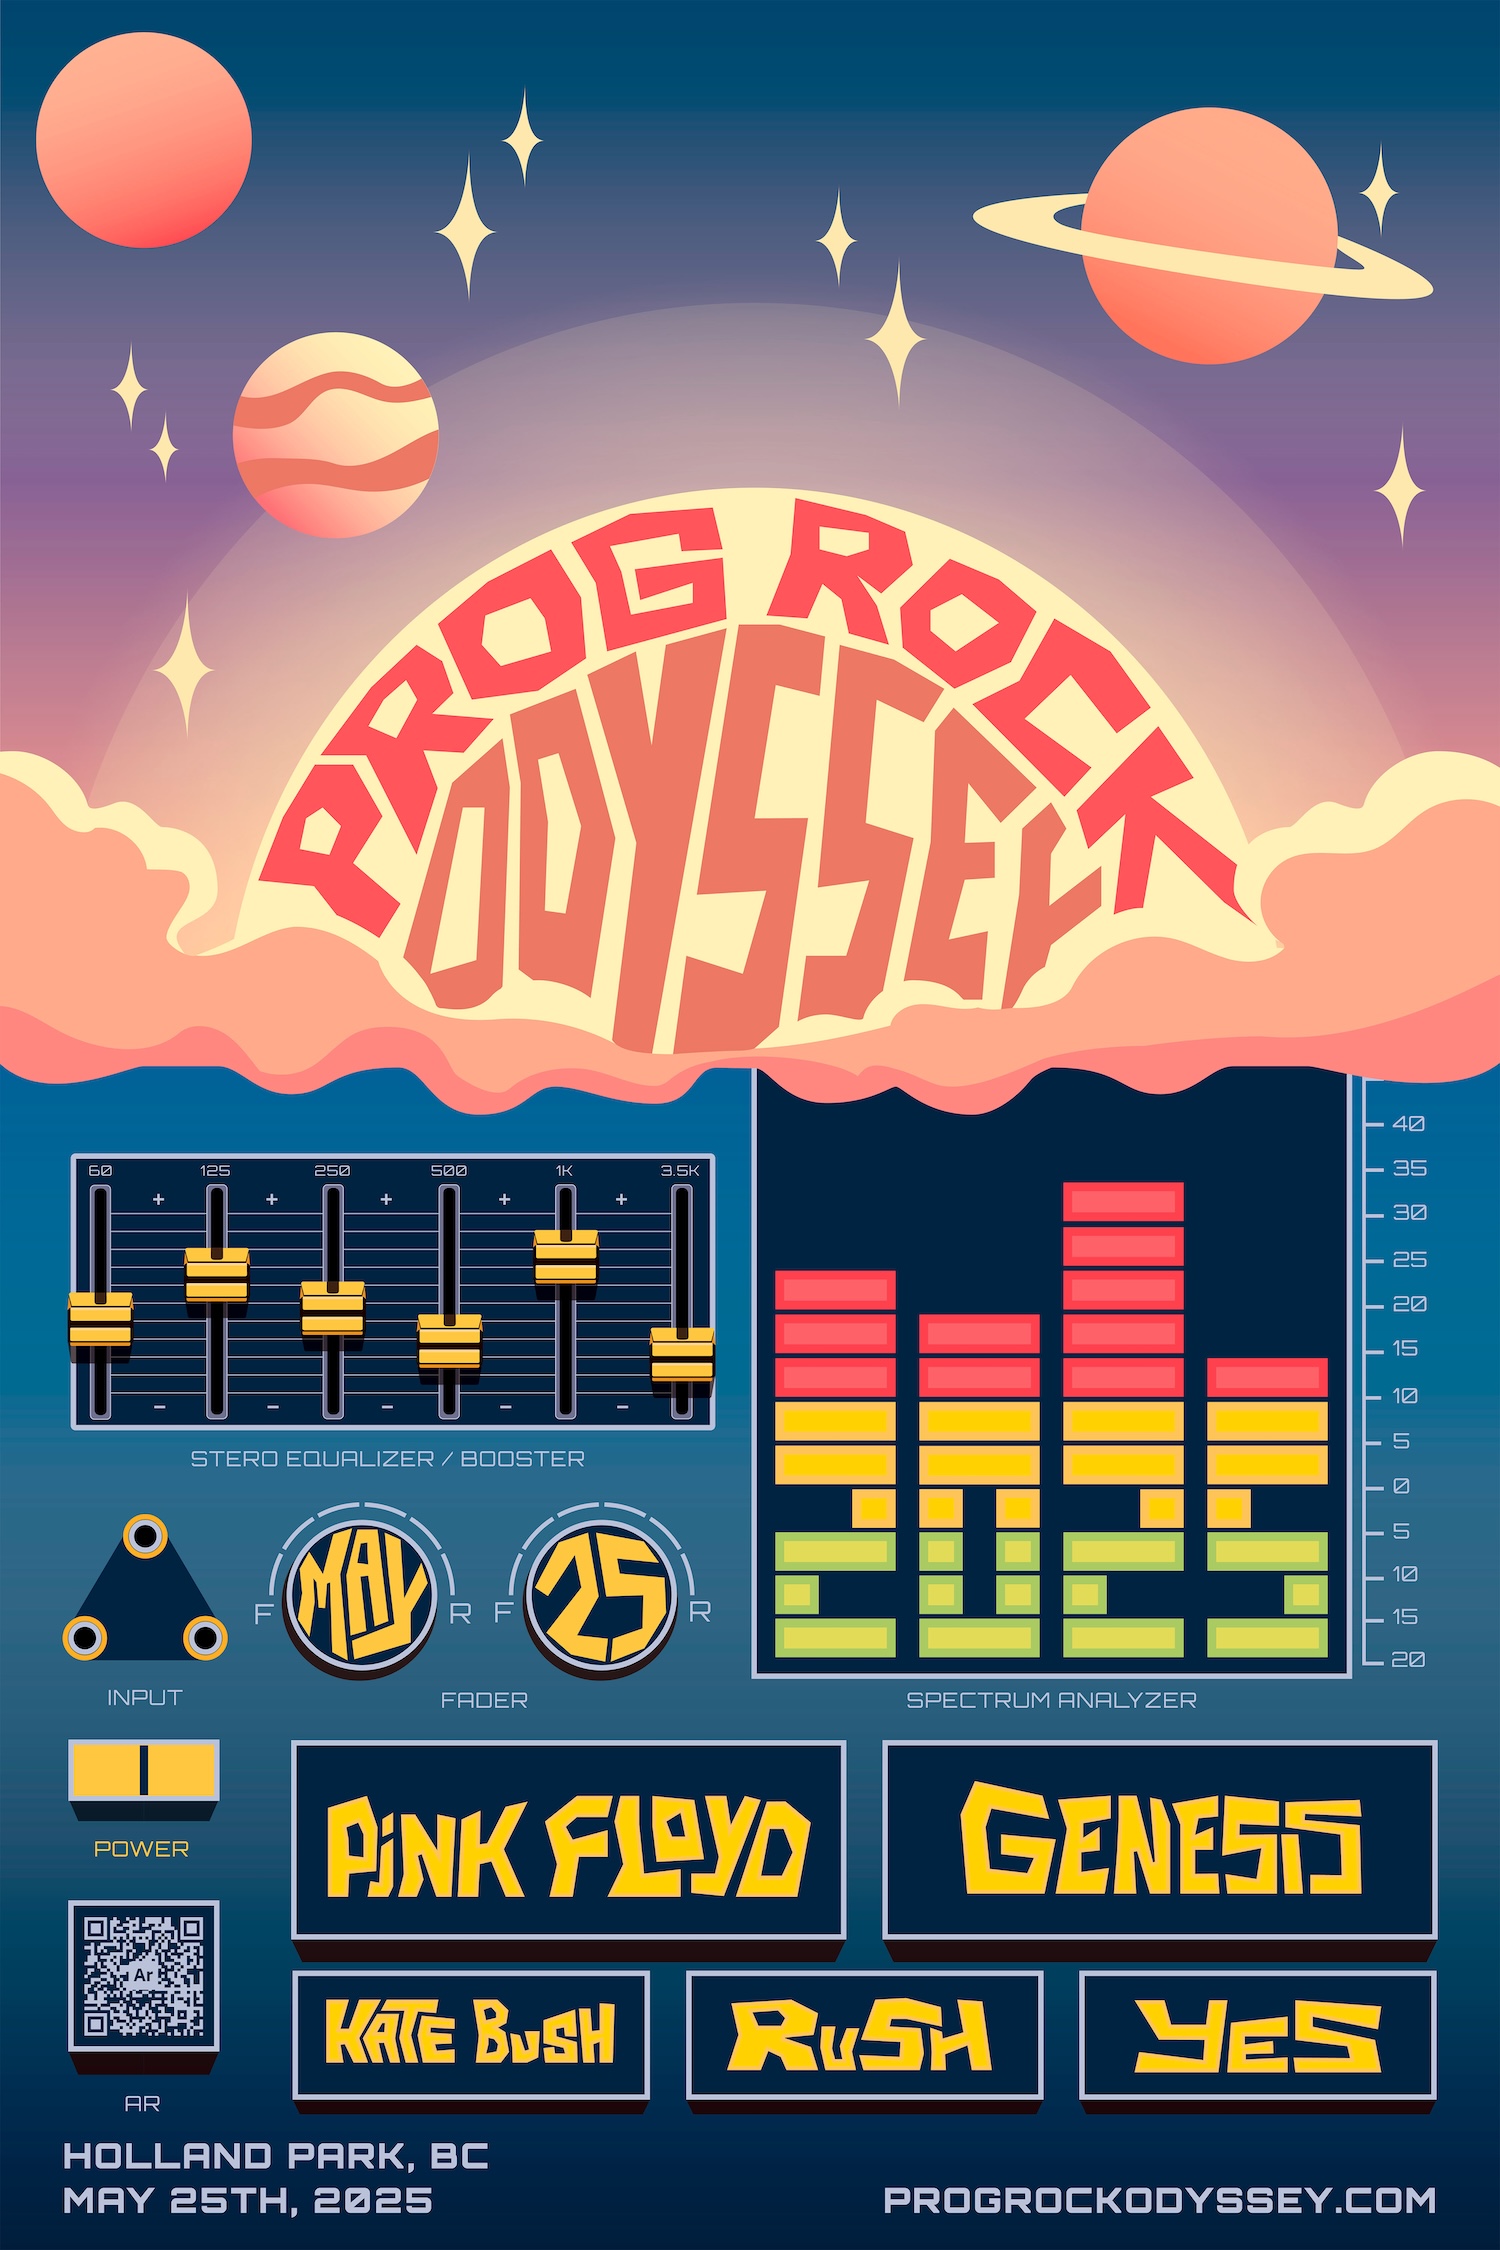 PROG ROCK
ODYSSEY
60 125 250 500 1K 3.5K
+ + + + +
- - - - -
STERO EQUALIZER / BOOSTER
40
35
30
25
20
15
10
5
0
5
10
15
20
2025
SPECTRUM ANALYZER
INPUT
F MAY R F 25 R
FADER
POWER
PiNK FLOYD
GENESIS
KATE BuSH
RuSH
YES
Ar
AR
HOLLAND PARK, BC
MAY 25TH, 2025
PROGROCKODYSSEY.COM